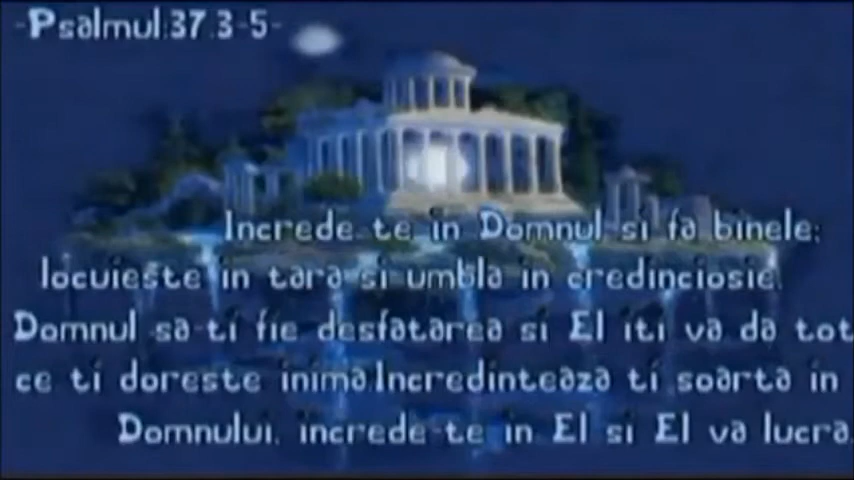 -Psalmul:37.3-5-
Increde-te in Domnul si fa binele;
locuieste in tara si umbla in credinciosie.
Domnul sa-ti fie desfatarea si El iti va da tot
ce ti doreste inima.Incredinteaza ti soarta in
Domnului, increde-te in El si El va lucra.